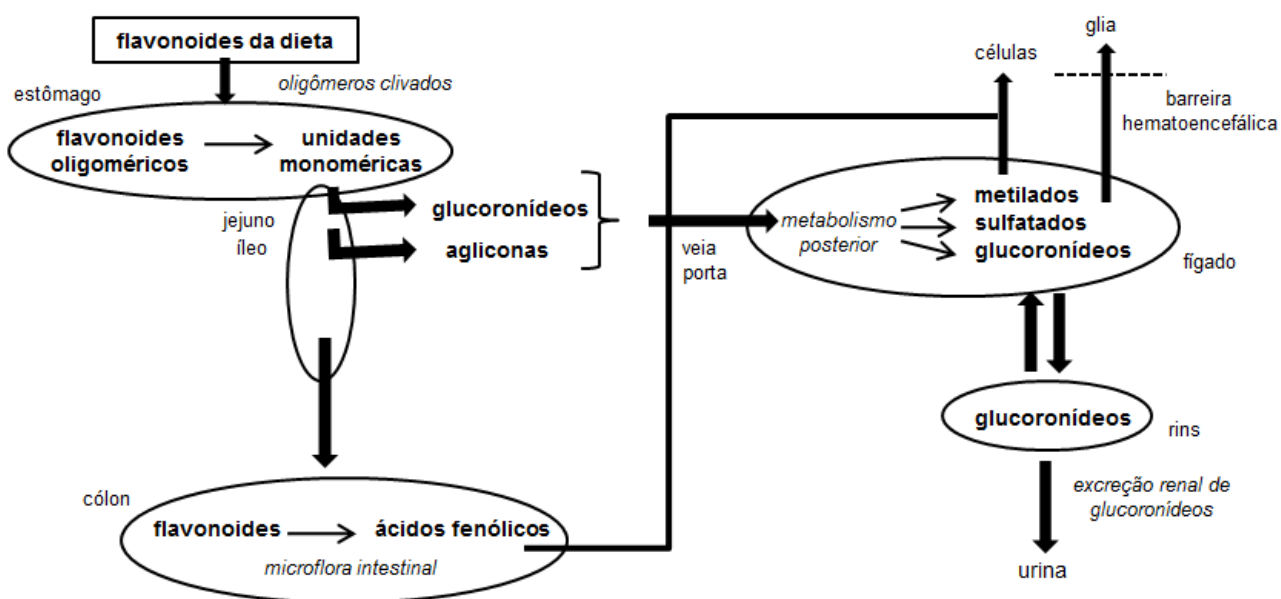 flavonoides da dieta
oligômeros clivados
estômago
flavonoides
oligoméricos
unidades
monoméricas
jejuno
íleo
glucoronídeos
agliconas
veia
porta
células
glia
barreira
hematoencefálica
metabolismo
posterior
metilados
sulfatados
glucoronídeos
fígado
glucoronídeos
rins
excreção renal de
glucoronídeos
urina
cólon
flavonoides
ácidos fenólicos
microflora intestinal